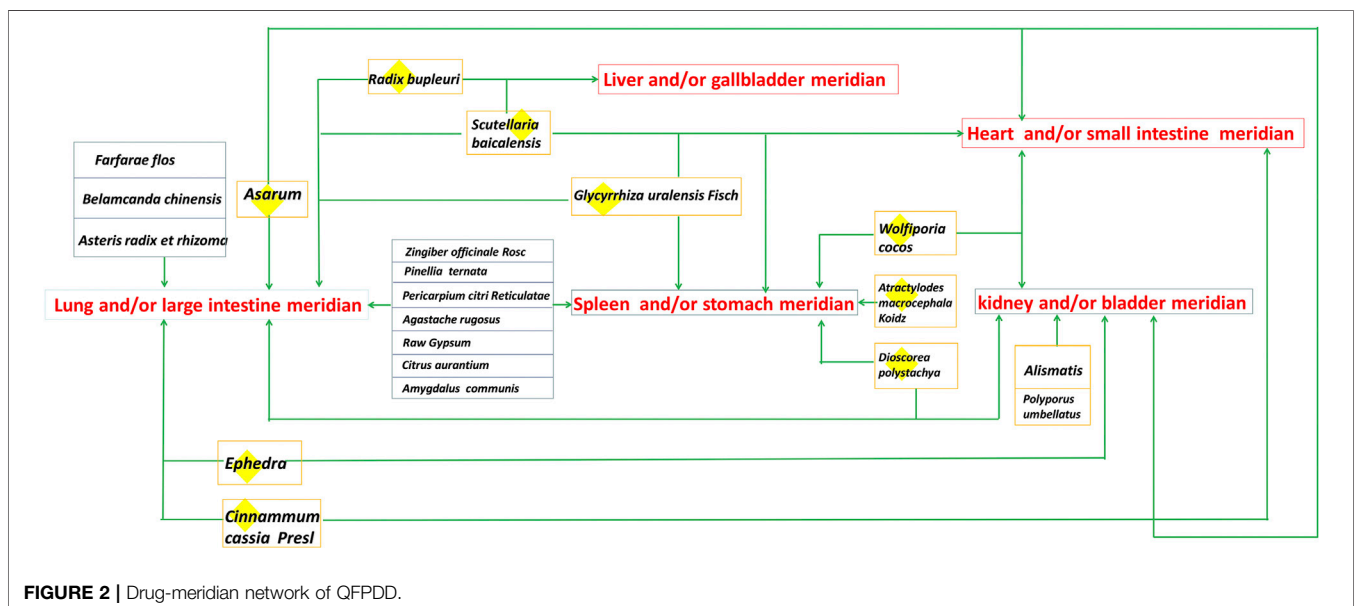 Radix bupleuri
Liver and/or gallbladder meridian
Scutellaria
baicalensis
Heart and/or small intestine meridian
Farfarae flos
Belamcanda chinensis
Asteris radix et rhizoma
Asarum
Glycyrrhiza uralensis Fisch
Wolfiporia
cocos
Zingiber officinale Rosc
Pinellia ternata
Pericarpium citri Reticulatae
Agastache rugosus
Raw Gypsum
Citrus aurantium
Amygdalus communis
Lung and/or large intestine meridian
Spleen and/or stomach meridian
Atractylodes
macrocephala
Koidz
kidney and/or bladder meridian
Dioscorea
polystachya
Alismatis
Polyporus
umbellatus
Ephedra
Cinnammum
cassia Presl
FIGURE 2 | Drug-meridian network of QFPDD.